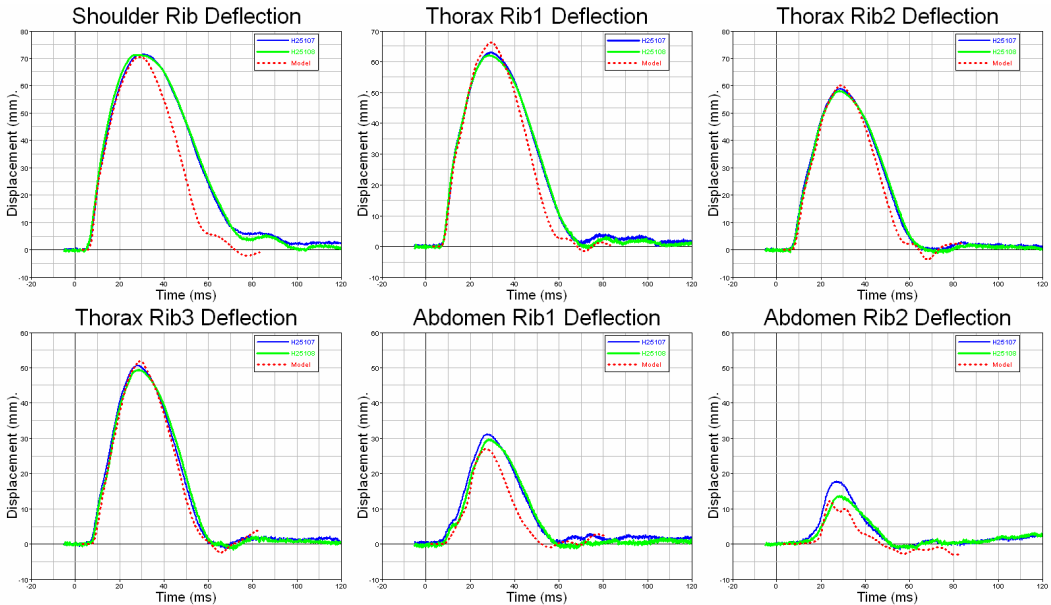 Shoulder Rib Deflection
80
70
60
50
40
30
20
10
0
-10
-20 0 20 40 60 80 100 120
Displacement (mm).
Time (ms)
H25107
H25108
Model
Thorax Rib1 Deflection
70
60
50
40
30
20
10
0
-10
-20 0 20 40 60 80 100 120
Displacement (mm).
Time (ms)
H25107
H25108
Model
Thorax Rib2 Deflection
80
70
60
50
40
30
20
10
0
-10
-20 0 20 40 60 80 100 120
Displacement (mm).
Time (ms)
H25107
H25108
Model
Thorax Rib3 Deflection
60
50
40
30
20
10
0
-10
-20 0 20 40 60 80 100 120
Displacement (mm).
Time (ms)
H25107
H25108
Model
Abdomen Rib1 Deflection
60
50
40
30
20
10
0
-10
-20 0 20 40 60 80 100 120
Displacement (mm).
Time (ms)
H25107
H25108
Model
Abdomen Rib2 Deflection
60
50
40
30
20
10
0
-10
-20 0 20 40 60 80 100 120
Displacement (mm).
Time (ms)
H25107
H25108
Model